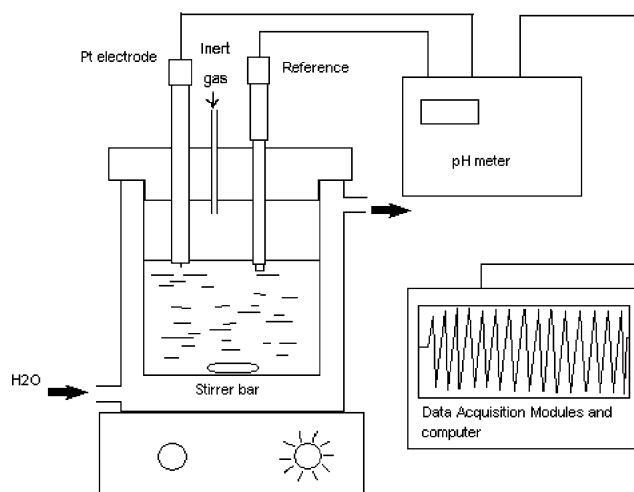 Pt electrode
Inert
gas
Reference
pH meter
H2O
Stirrer bar
Data Acquisition Modules and
computer